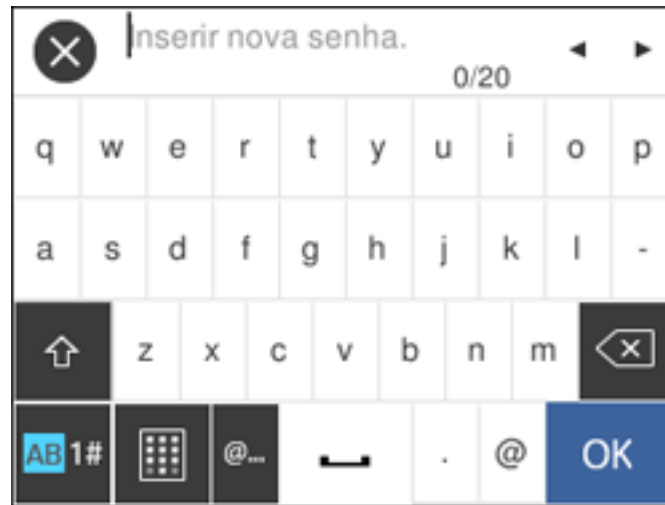 Inserir nova senha.
0/20
q w e r t y u i o p
a s d f g h j k l -
z x c v b n m
AB 1# @... . @ OK